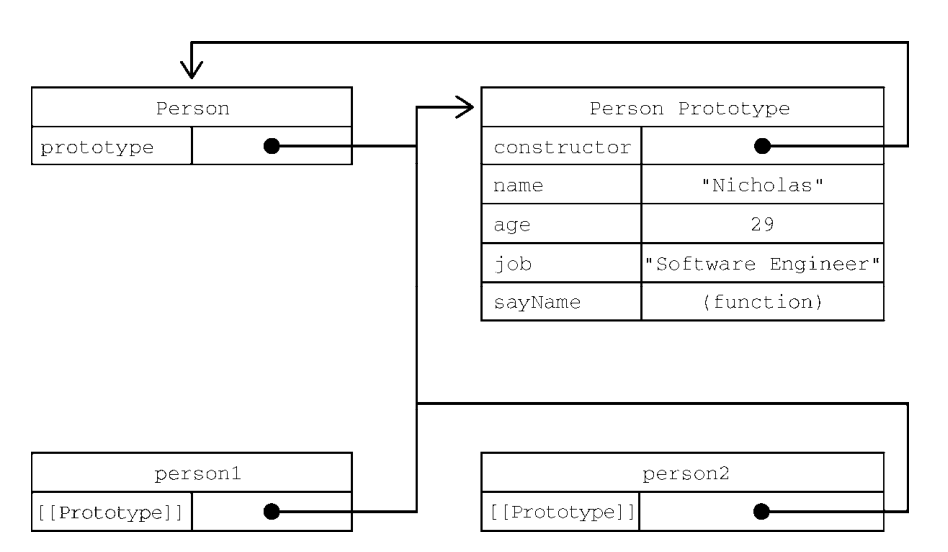 Person
prototype
Person Prototype
constructor
name "Nicholas"
age 29
job "Software Engineer"
sayName (function)
person1
[[Prototype]]
person2
[[Prototype]]